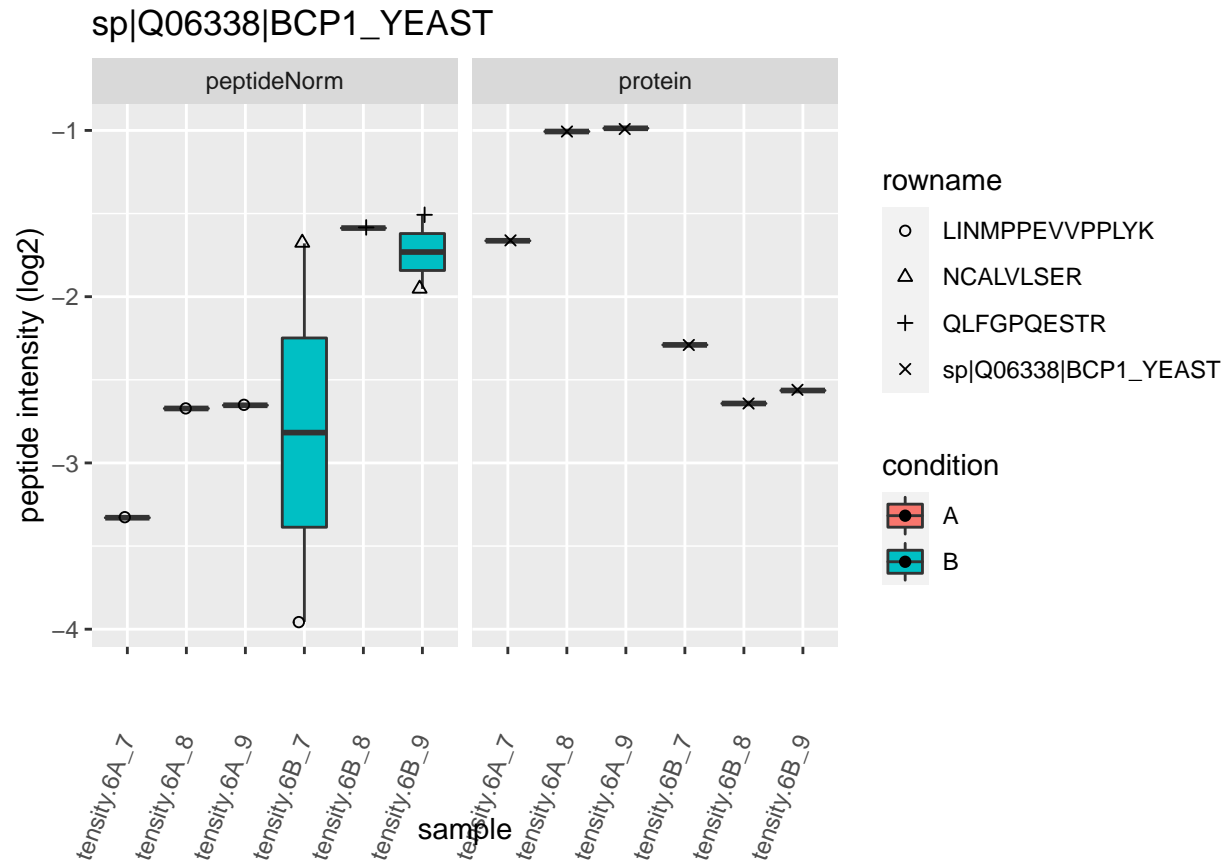 sp|Q06338|BCP1_YEAST
peptideNorm
protein
peptide intensity (log2)
−1
−2
−3
−4
tensity.6A_7
tensity.6A_8
tensity.6A_9
tensity.6B_7
tensity.6B_8
tensity.6B_9
tensity.6A_7
tensity.6A_8
tensity.6A_9
tensity.6B_7
tensity.6B_8
tensity.6B_9
sample
rowname
LINMPPEVVPPLYK
NCALVLSER
QLFGPQESTR
sp|Q06338|BCP1_YEAST
condition
A
B